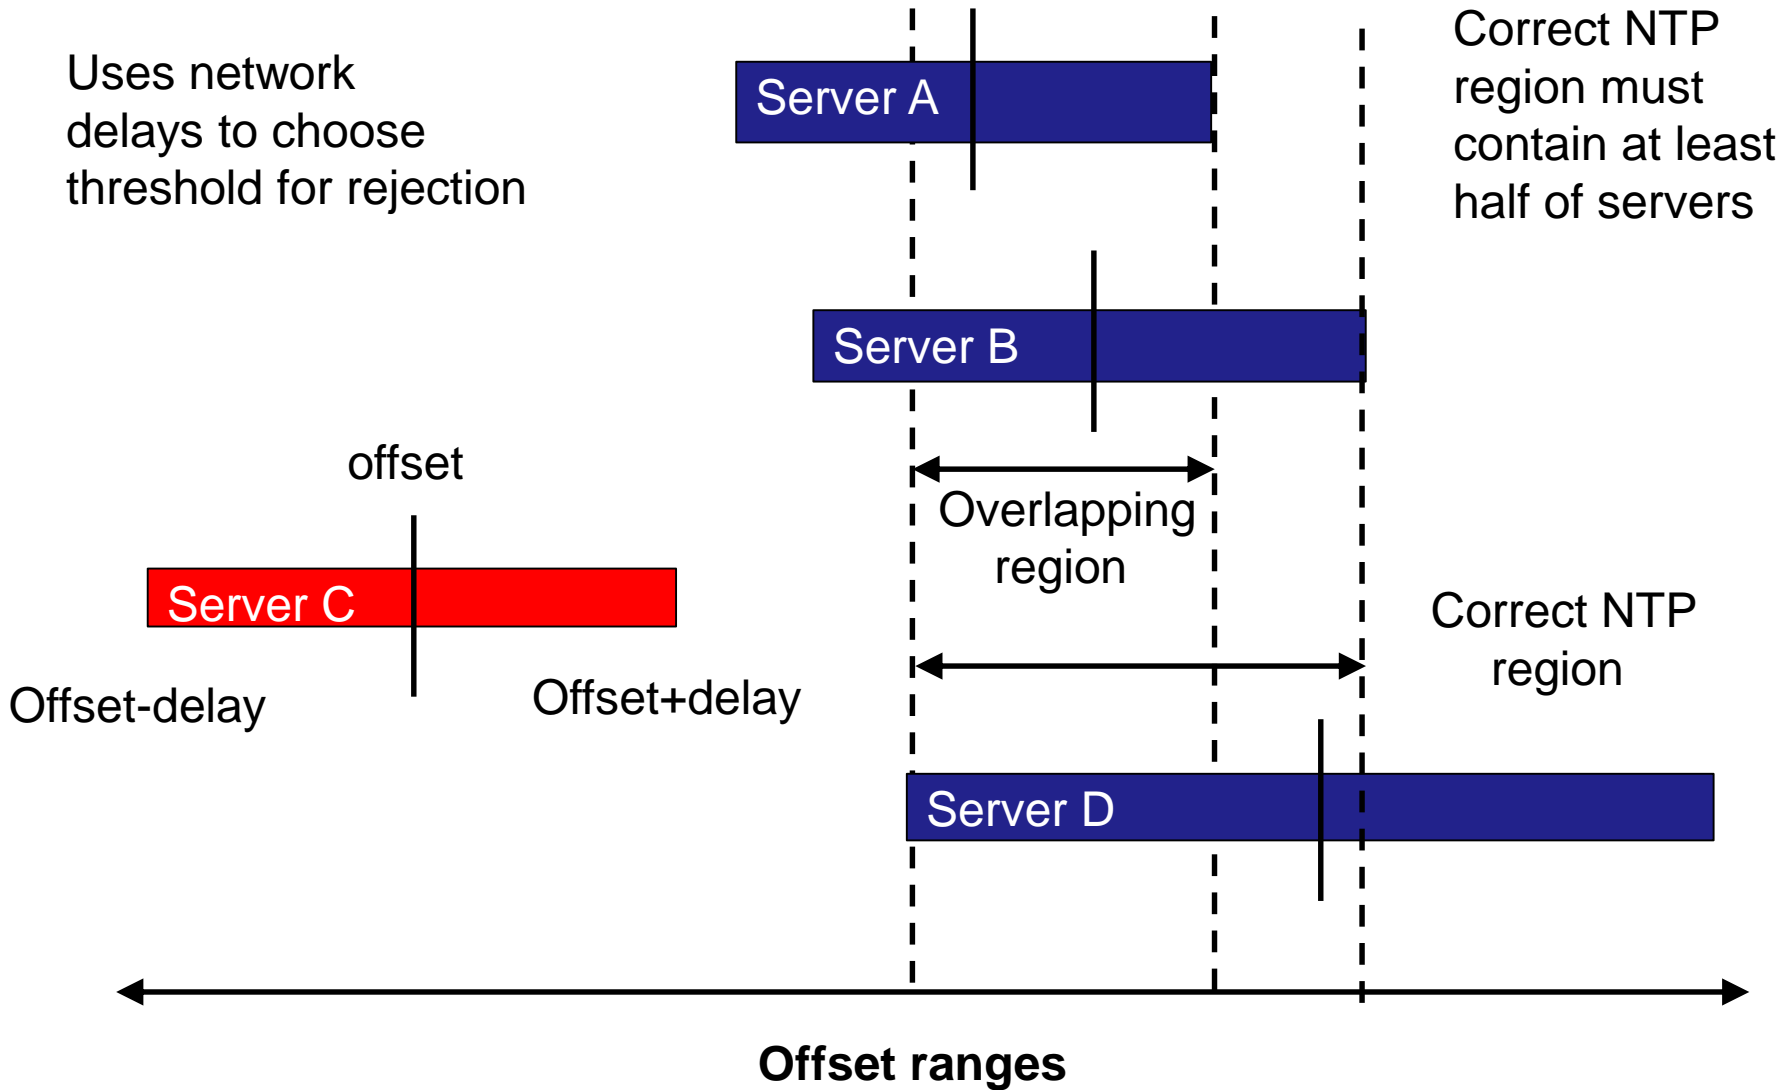 Uses network
delays to choose
threshold for rejection
Server A
Correct NTP
region must
contain at least
half of servers
Server B
offset
Overlapping
region
Server C
Offset-delay
Offset+delay
Correct NTP
region
Server D
Offset ranges